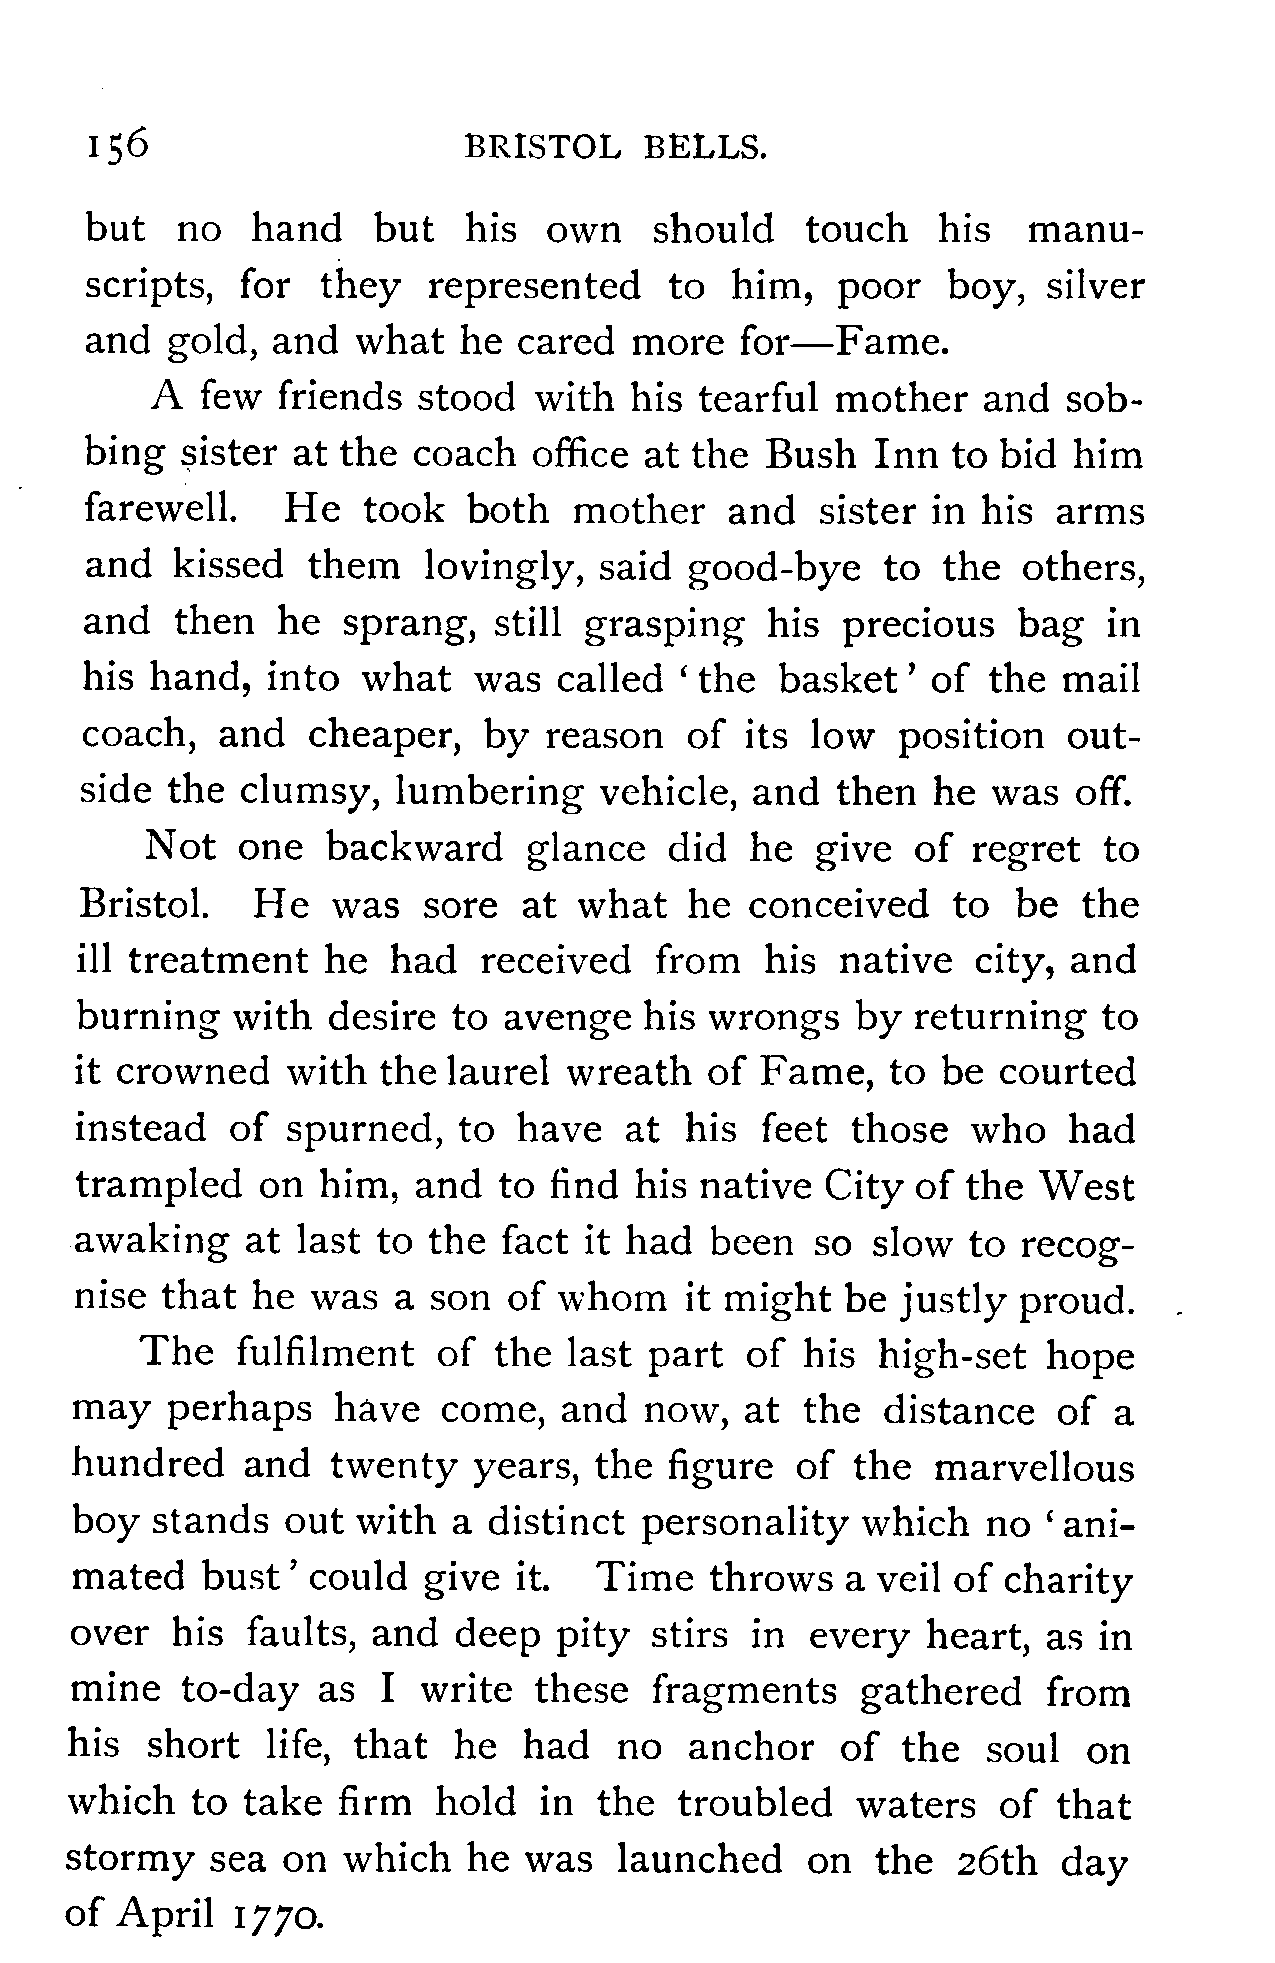 156 BRISTOL BELLS.
but no hand but his own should touch his manu-
scripts, for they represented to him, poor boy, silver
and gold, and what he cared more for—Fame.
A few friends stood with his tearful mother and sob-
bing sister at the coach office at the Bush Inn to bid him
farewell. He took both mother and sister in his arms
and kissed them lovingly, said good-bye to the others,
and then he sprang, still grasping his precious bag in
his hand, into what was called ‘the basket’ of the mail
coach, and cheaper, by reason of its low position out-
side the clumsy, lumbering vehicle, and then he was off.
Not one backward glance did he give of regret to
Bristol. He was sore at what he conceived to be the
ill treatment he had received from his native city, and
burning with desire to avenge his wrongs by returning to
it crowned with the laurel wreath of Fame, to be courted
instead of spurned, to have at his feet those who had
trampled on him, and to find his native City of the West
awaking at last to the fact it had been so slow to recog-
nise that he was a son of whom it might be justly proud.
The fulfilment of the last part of his high-set hope
may perhaps have come, and now, at the distance of a
hundred and twenty years, the figure of the marvellous
boy stands out with a distinct personality which no ‘ani-
mated bust’ could give it. Time throws a veil of charity
over his faults, and deep pity stirs in every heart, as in
mine to-day as I write these fragments gathered from
his short life, that he had no anchor of the soul on
which to take firm hold in the troubled waters of that
stormy sea on which he was launched on the 26th day
of April 1770.